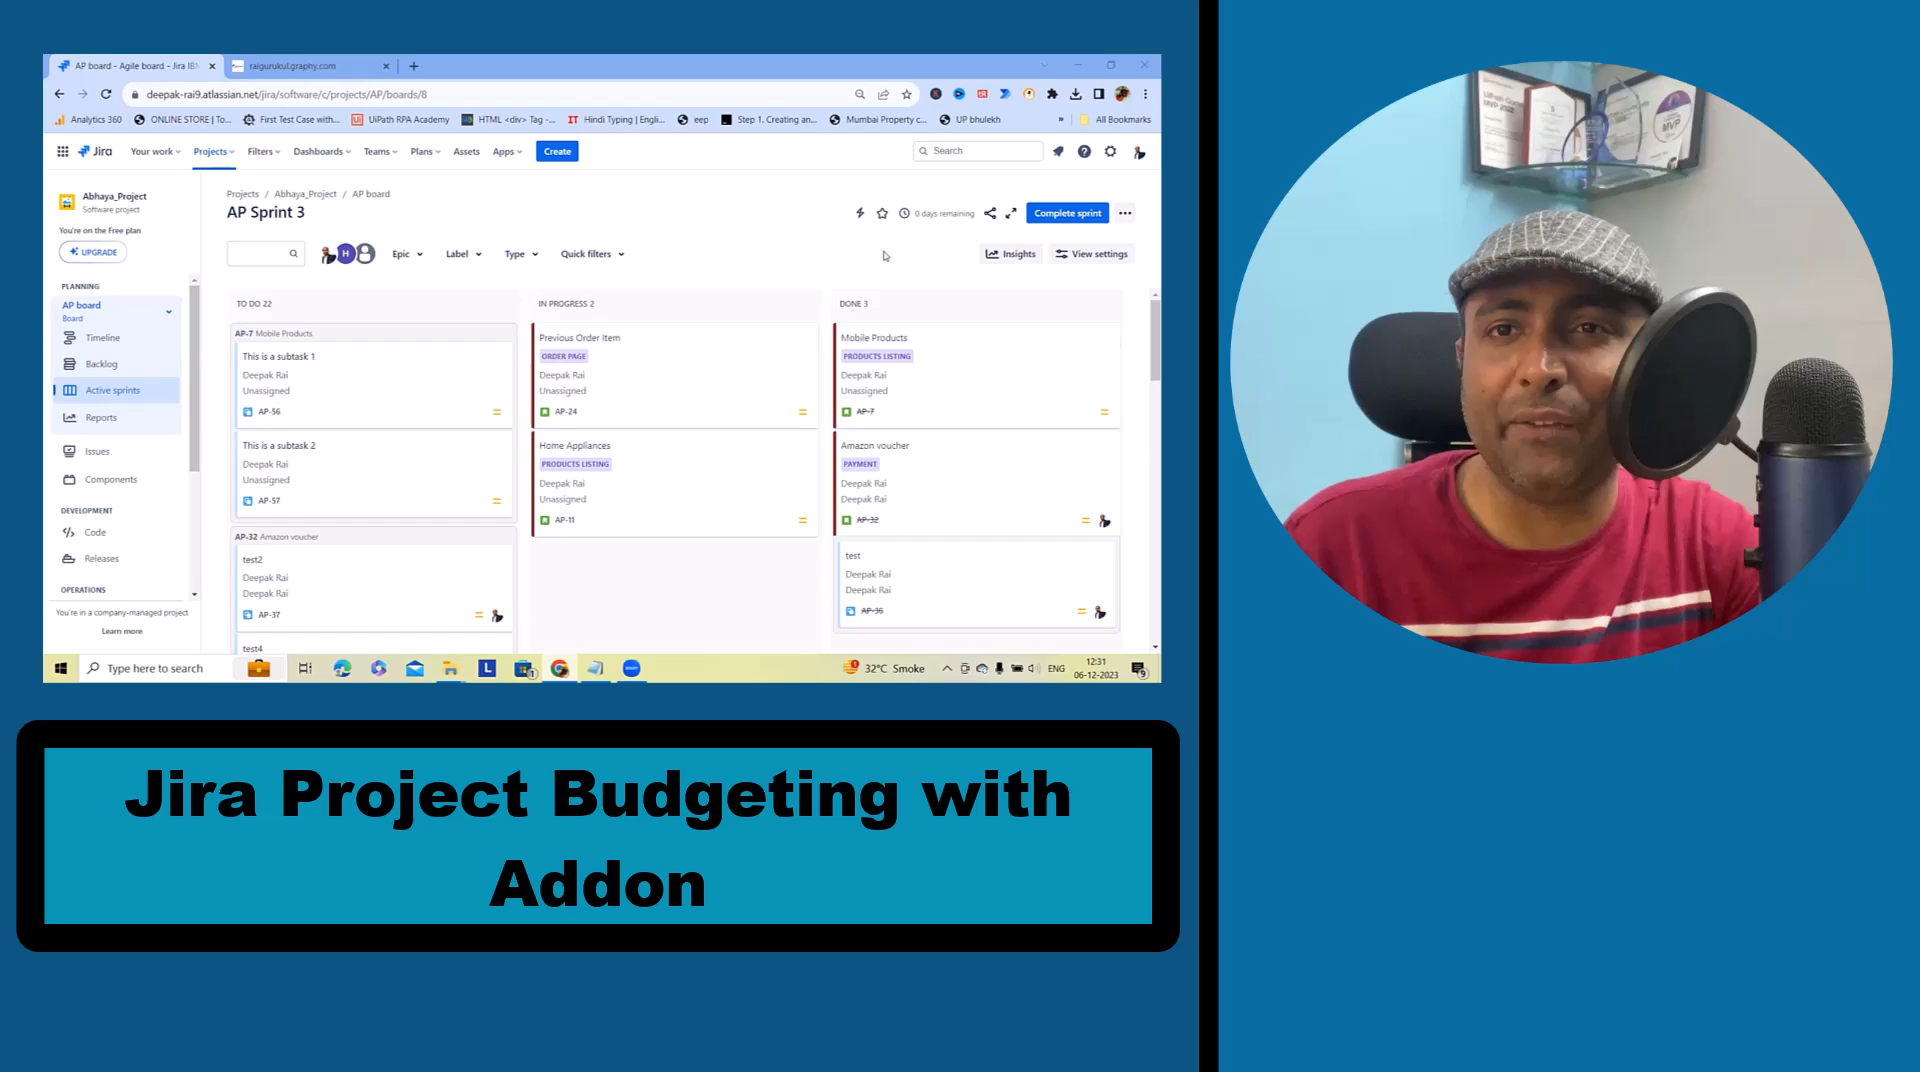 AP board - Agile board - Jira IBM
raigurukul.graphy.com
deepak-rai9.atlassian.net/jira/software/c/projects/AP/boards/8
Analytics 360
ONLINE STORE | To...
First Test Case with...
UiPath RPA Academy
HTML <div> Tag -...
Hindi Typing | Engli...
eep
Step 1. Creating an...
Mumbai Property c...
UP bhulekh
»
All Bookmarks
Jira
Your work
Projects
Filters
Dashboards
Teams
Plans
Assets
Apps
Create
Search
Abhaya_Project
Software project
You're on the Free plan
UPGRADE
PLANNING
AP board
Board
Timeline
Backlog
Active sprints
Reports
Issues
Components
DEVELOPMENT
Code
Releases
OPERATIONS
You're in a company-managed project
Learn more
Projects / Abhaya_Project / AP board
AP Sprint 3
0 days remaining
Complete sprint
H
Epic
Label
Type
Quick filters
Insights
View settings
TO DO 22
AP-7 Mobile Products
This is a subtask 1
Deepak Rai
Unassigned
AP-56
This is a subtask 2
Deepak Rai
Unassigned
AP-57
AP-32 Amazon voucher
test2
Deepak Rai
Deepak Rai
AP-37
test4
IN PROGRESS 2
Previous Order Item
ORDER PAGE
Deepak Rai
Unassigned
AP-24
Home Appliances
PRODUCTS LISTING
Deepak Rai
Unassigned
AP-11
DONE 3
Mobile Products
PRODUCTS LISTING
Deepak Rai
Unassigned
AP-7
Amazon voucher
PAYMENT
Deepak Rai
Deepak Rai
AP-32
test
Deepak Rai
Deepak Rai
AP-36
Type here to search
32°C Smoke
ENG
12:31
06-12-2023
Jira Project Budgeting with
Addon
MVP